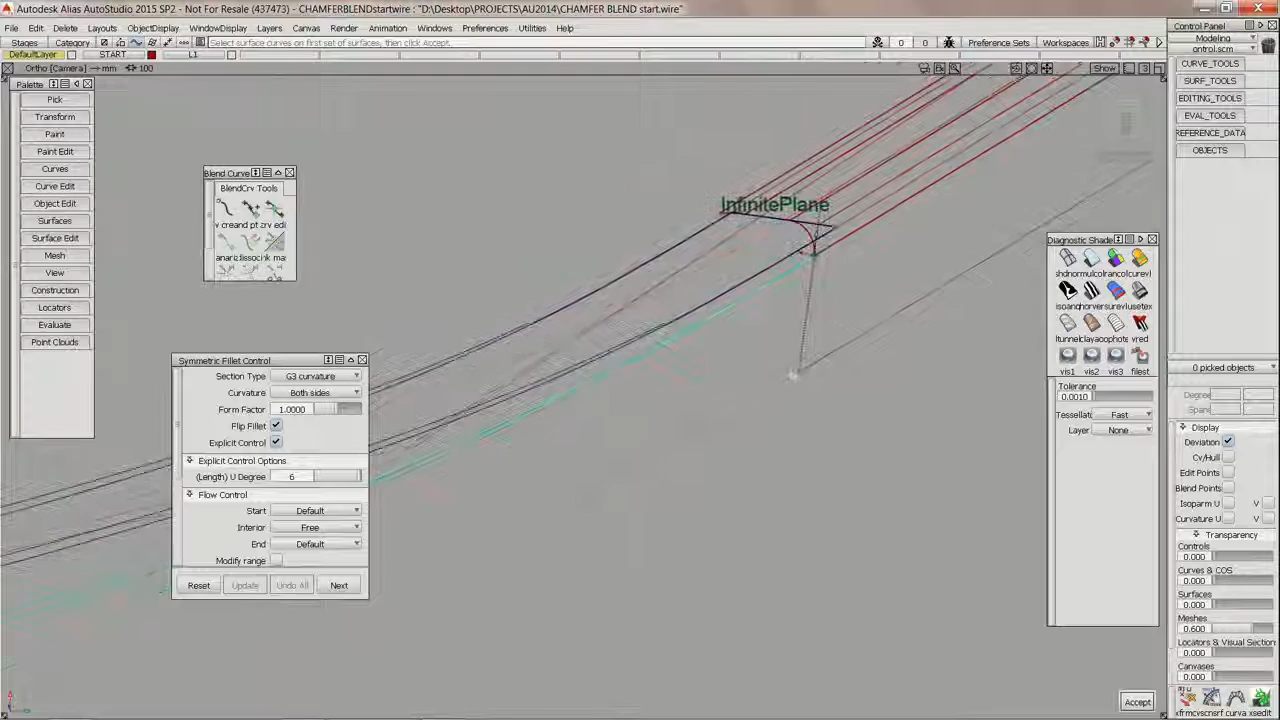 Autodesk Alias AutoStudio 2015 SP2 - Not For Resale (437473) - CHAMFERBLENDstartwire : "D:\Desktop\PROJECTS\AU2014\CHAMFER BLEND start.wire"
File Edit Delete Layouts ObjectDisplay WindowDisplay Layers Canvas Render Animation Windows Preferences Utilities Help
Stages Category Select surface curves on first set of surfaces, then click Accept. 0 0 Preference Sets Workspaces
DefaultLayer START L1
Ortho [Camera] mm 100 Show 3
Palette
Pick
Transform
Paint
Paint Edit
Curves
Curve Edit
Object Edit
Surfaces
Surface Edit
Mesh
View
Construction
Locators
Evaluate
Point Clouds
Blend Curve
BlendCrv Tools
InfinitePlane
Symmetric Fillet Control
Section Type G3 curvature
Curvature Both sides
Form Factor 1.0000
Flip Fillet
Explicit Control
Explicit Control Options
(Length) U Degree 6
Flow Control
Start Default
Interior Free
End Default
Modify range
Reset Update Undo All Next
Diagnostic Shade
vis1 vis2 vis3 filest
Tolerance
0.0010
Tessellat Fast
Layer None
Accept
Control Panel
Modeling
ontrol.scm
CURVE_TOOLS
SURF_TOOLS
EDITING_TOOLS
EVAL_TOOLS
REFERENCE_DATA
OBJECTS
0 picked objects
Degree
Spans
Display
Deviation
Cv/Hull
Edit Points
Blend Points
Isoparm U V
Curvature U V
Transparency
Controls
0.000
Curves & COS
0.000
Surfaces
0.000
Meshes
0.600
Locators & Visual Section
0.000
Canvases
0.000